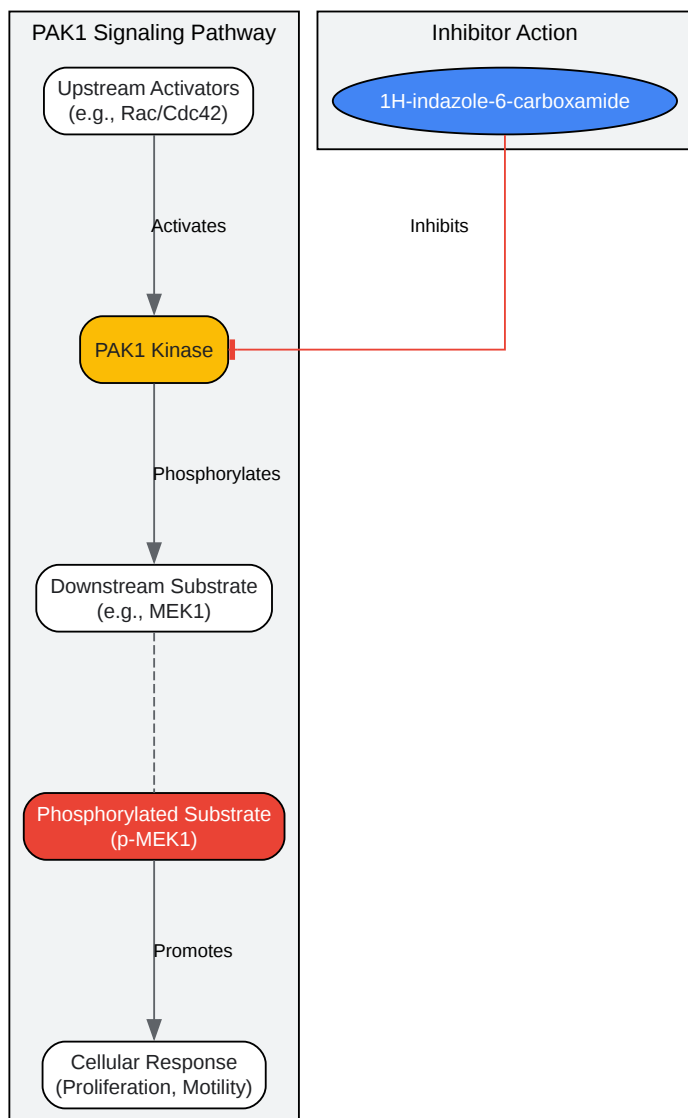 PAK1 Signaling Pathway
Upstream Activators
(e.g., Rac/Cdc42)
Activates
PAK1 Kinase
Phosphorylates
Downstream Substrate
(e.g., MEK1)
Phosphorylated Substrate
(p-MEK1)
Promotes
Cellular Response
(Proliferation, Motility)
Inhibitor Action
1H-indazole-6-carboxamide
Inhibits